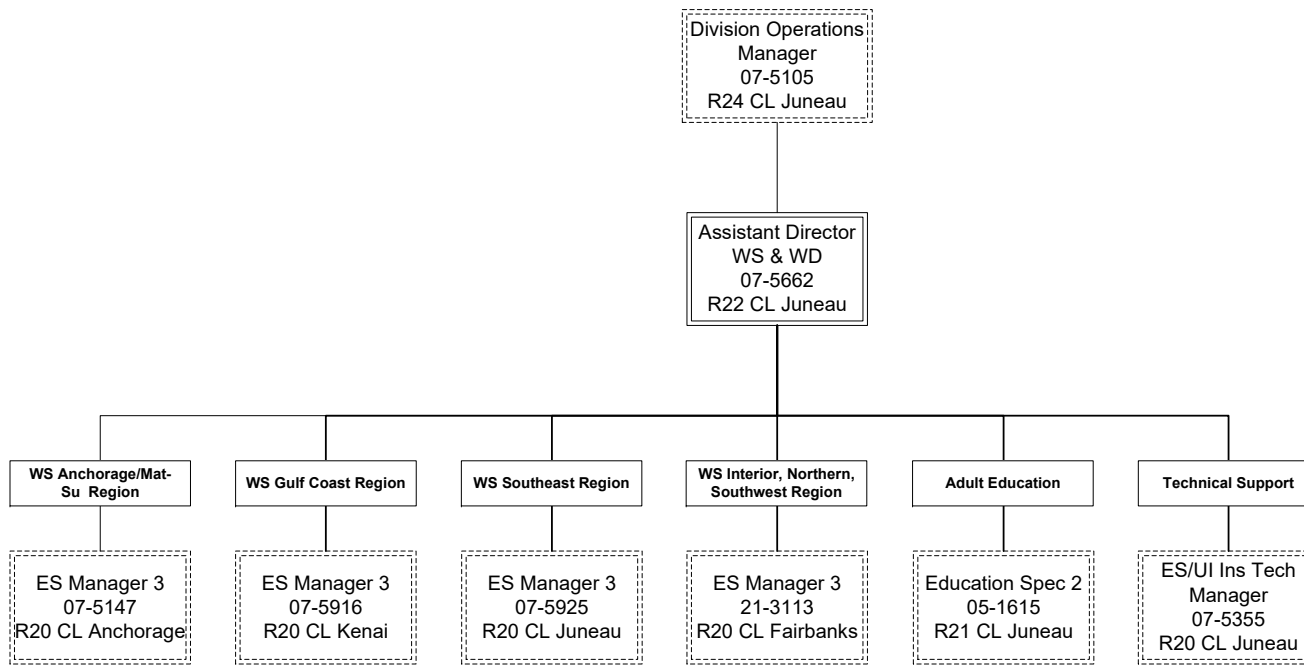 Division Operations
Manager
07-5105
R24 CL Juneau
Assistant Director
WS & WD
07-5662
R22 CL Juneau
WS Anchorage/Mat-
Su Region
WS Gulf Coast Region
WS Southeast Region
WS Interior, Northern,
Southwest Region
Adult Education
Technical Support
ES Manager 3
07-5147
R20 CL Anchorage
ES Manager 3
07-5916
R20 CL Kenai
ES Manager 3
07-5925
R20 CL Juneau
ES Manager 3
21-3113
R20 CL Fairbanks
Education Spec 2
05-1615
R21 CL Juneau
ES/UI Ins Tech
Manager
07-5355
R20 CL Juneau